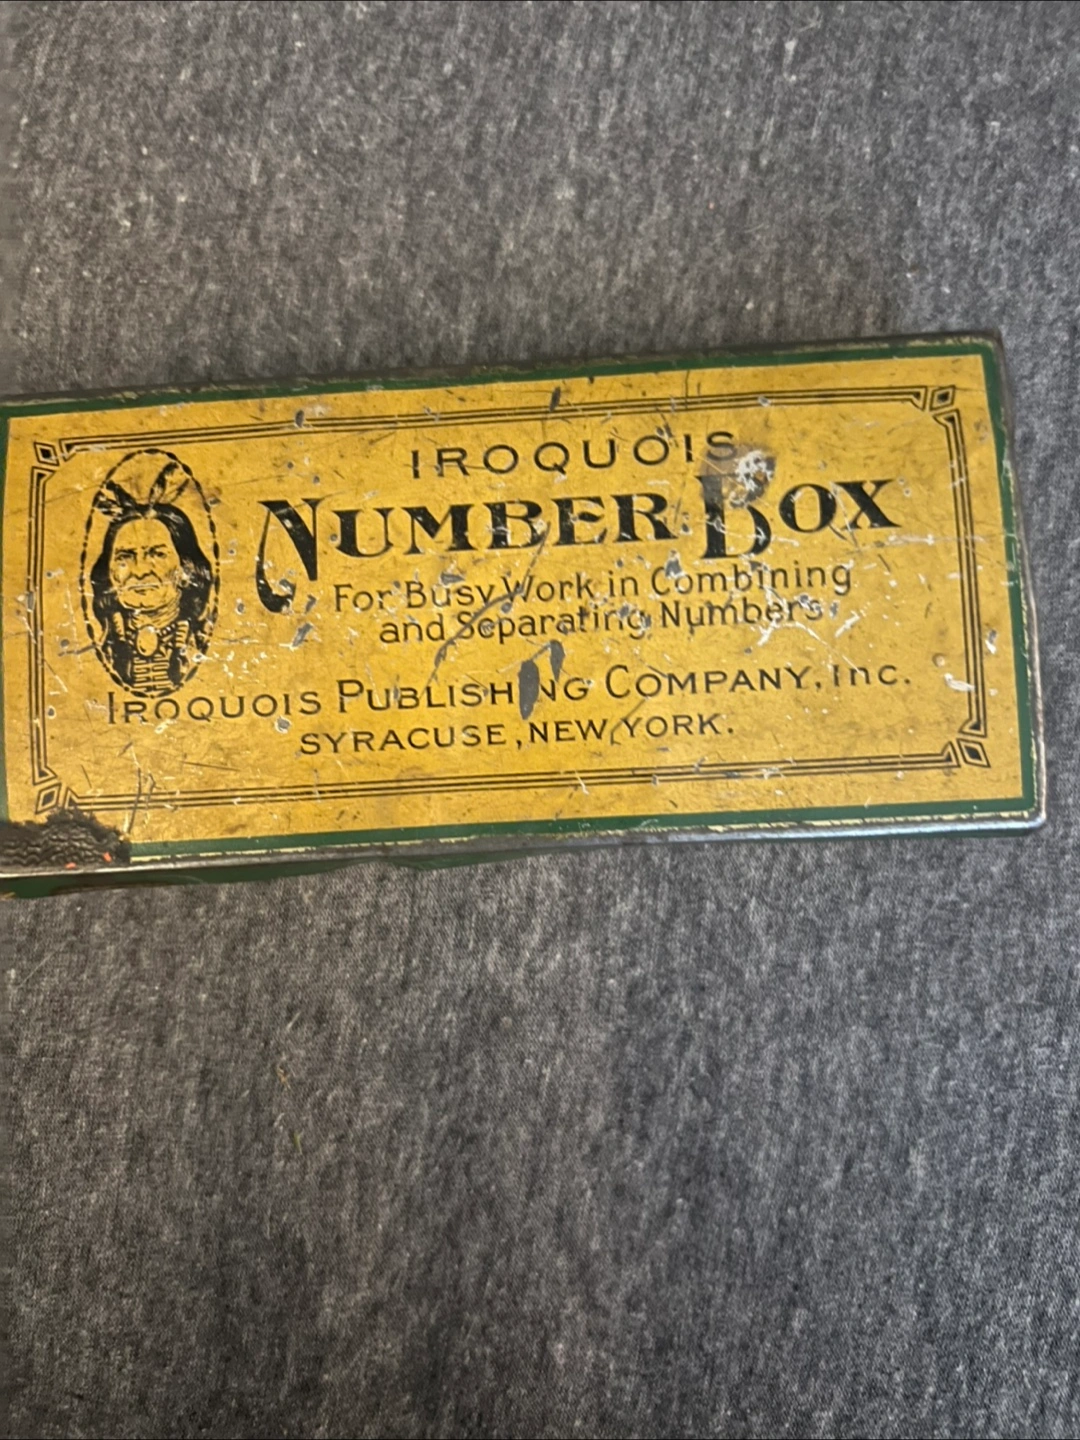 IROQUOIS
NUMBER BOX
For Busy Work in Combining
and Separating Numbers
IROQUOIS PUBLISHING COMPANY, Inc.
SYRACUSE, NEW YORK.